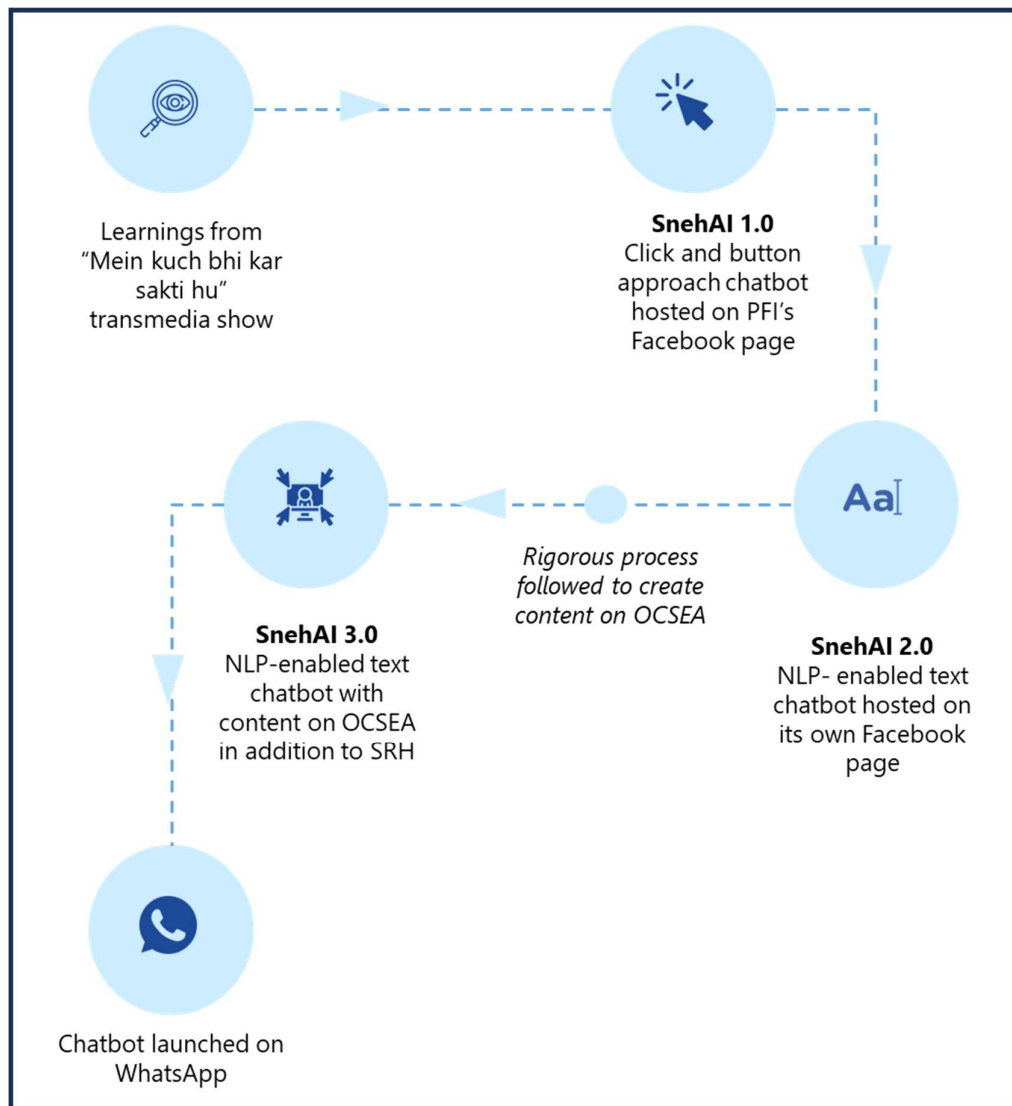 Learnings from
“Mein kuch bhi kar
sakti hu”
transmedia show
SnehAI 1.0
Click and button
approach chatbot
hosted on PFI’s
Facebook page
Aa
SnehAI 2.0
NLP- enabled text
chatbot hosted on
its own Facebook
page
Rigorous process
followed to create
content on OCSEA
SnehAI 3.0
NLP-enabled text
chatbot with
content on OCSEA
in addition to SRH
Chatbot launched on
WhatsApp